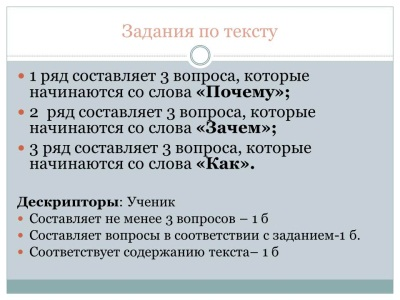 Задания по тексту
• 1 ряд составляет 3 вопроса, которые
начинаются со слова «Почему»;
• 2  ряд составляет 3 вопроса, которые
начинаются со слова «Зачем»;
• 3 ряд составляет 3 вопроса, которые
начинаются со слова «Как».
Дескрипторы: Ученик
• Составляет не менее 3 вопросов – 1 б
• Составляет вопросы в соответствии с заданием-1 б.
• Соответствует содержанию текста– 1 б